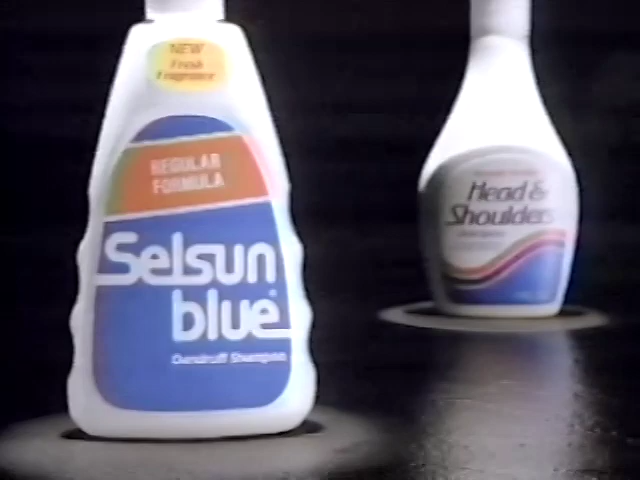 NEW
Fresh
Fragrance
REGULAR
FORMULA
Selsun
blue
Dandruff Shampoo
Head &
Shoulders